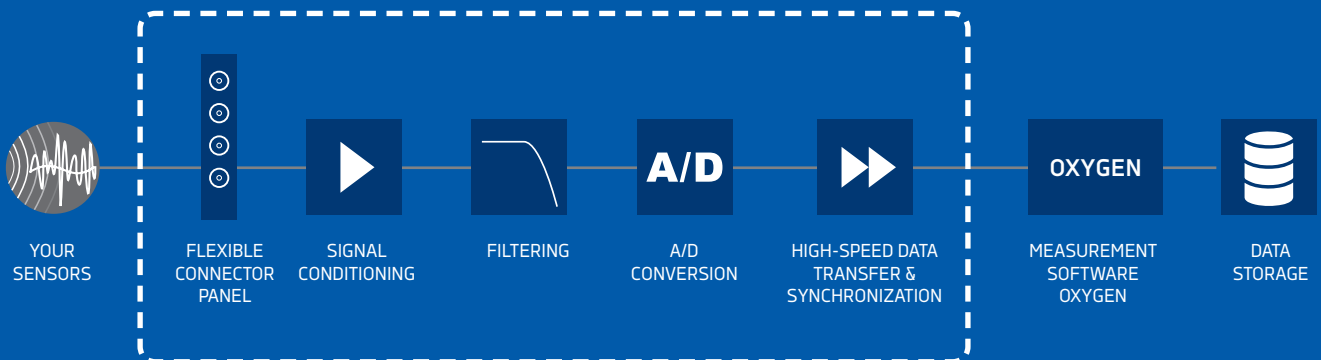 A/D
OXYGEN
YOUR
SENSORS
FLEXIBLE
CONNECTOR
PANEL
SIGNAL
CONDITIONING
FILTERING
A/D
CONVERSION
HIGH-SPEED DATA
TRANSFER &
SYNCHRONIZATION
MEASUREMENT
SOFTWARE
OXYGEN
DATA
STORAGE